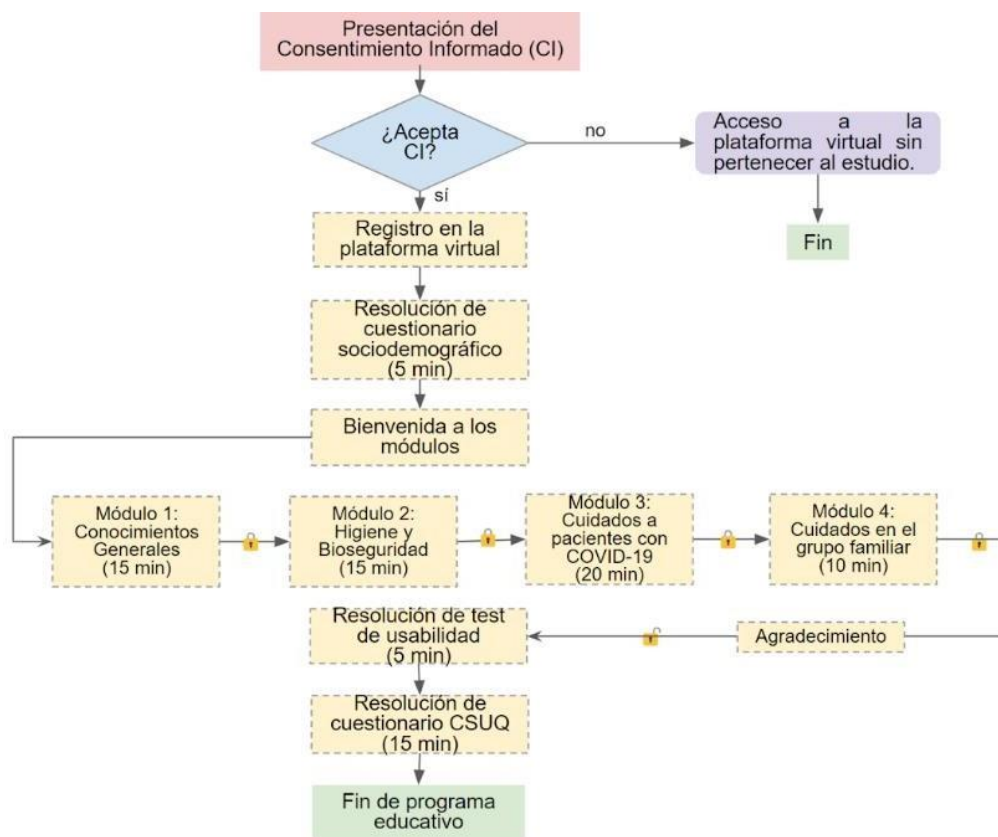 Presentación del
Consentimiento Informado (CI)
¿Acepta
CI?
no
Acceso a la
plataforma virtual sin
pertenecer al estudio.
sí
Fin
Registro en la
plataforma virtual
Resolución de
cuestionario
sociodemográfico
(5 min)
Bienvenida a los
módulos
Módulo 1:
Conocimientos
Generales
(15 min)
Módulo 2:
Higiene y
Bioseguridad
(15 min)
Módulo 3:
Cuidados a
pacientes con
COVID-19
(20 min)
Módulo 4:
Cuidados en el
grupo familiar
(10 min)
Resolución de test
de usabilidad
(5 min)
Agradecimiento
Resolución de
cuestionario CSUQ
(15 min)
Fin de programa
educativo